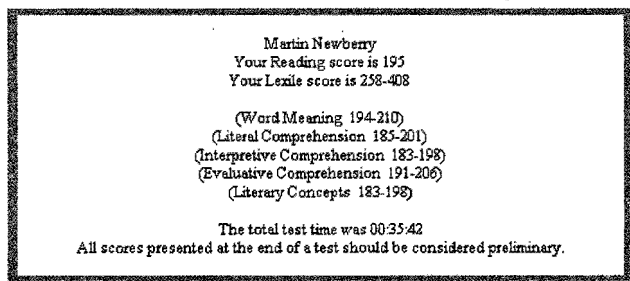 Martin Newberry
Your Reading score is 195
Your Lexile score is 258-408
(Word Meaning 194-210)
(Literal Comprehension 185-201)
(Interpretive Comprehension 183-198)
(Evaluative Comprehension 191-206)
(Literary Concepts 183-198)
The total test time was 00:35:42
All scores presented at the end of a test should be considered preliminary.